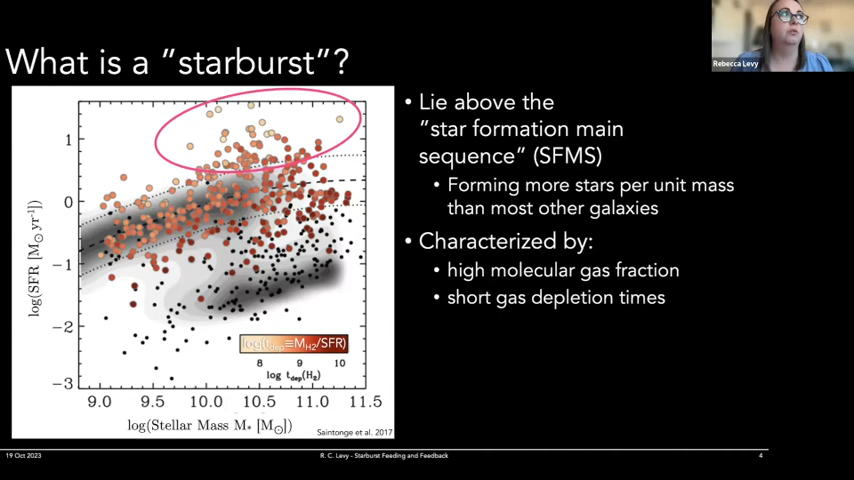 Rebecca Levy
What is a "starburst"?
1
0
−1
−2
−3
log(SFR [M⊙ yr⁻¹])
log(t_dep≡M_H2/SFR)
8 9 10
log t_dep(H₂)
9.0 9.5 10.0 10.5 11.0 11.5
log(Stellar Mass M* [M⊙])
Saintonge et al. 2017
• Lie above the
"star formation main
sequence" (SFMS)
• Forming more stars per unit mass
than most other galaxies
• Characterized by:
• high molecular gas fraction
• short gas depletion times
19 Oct 2023
R. C. Levy - Starburst Feeding and Feedback
4